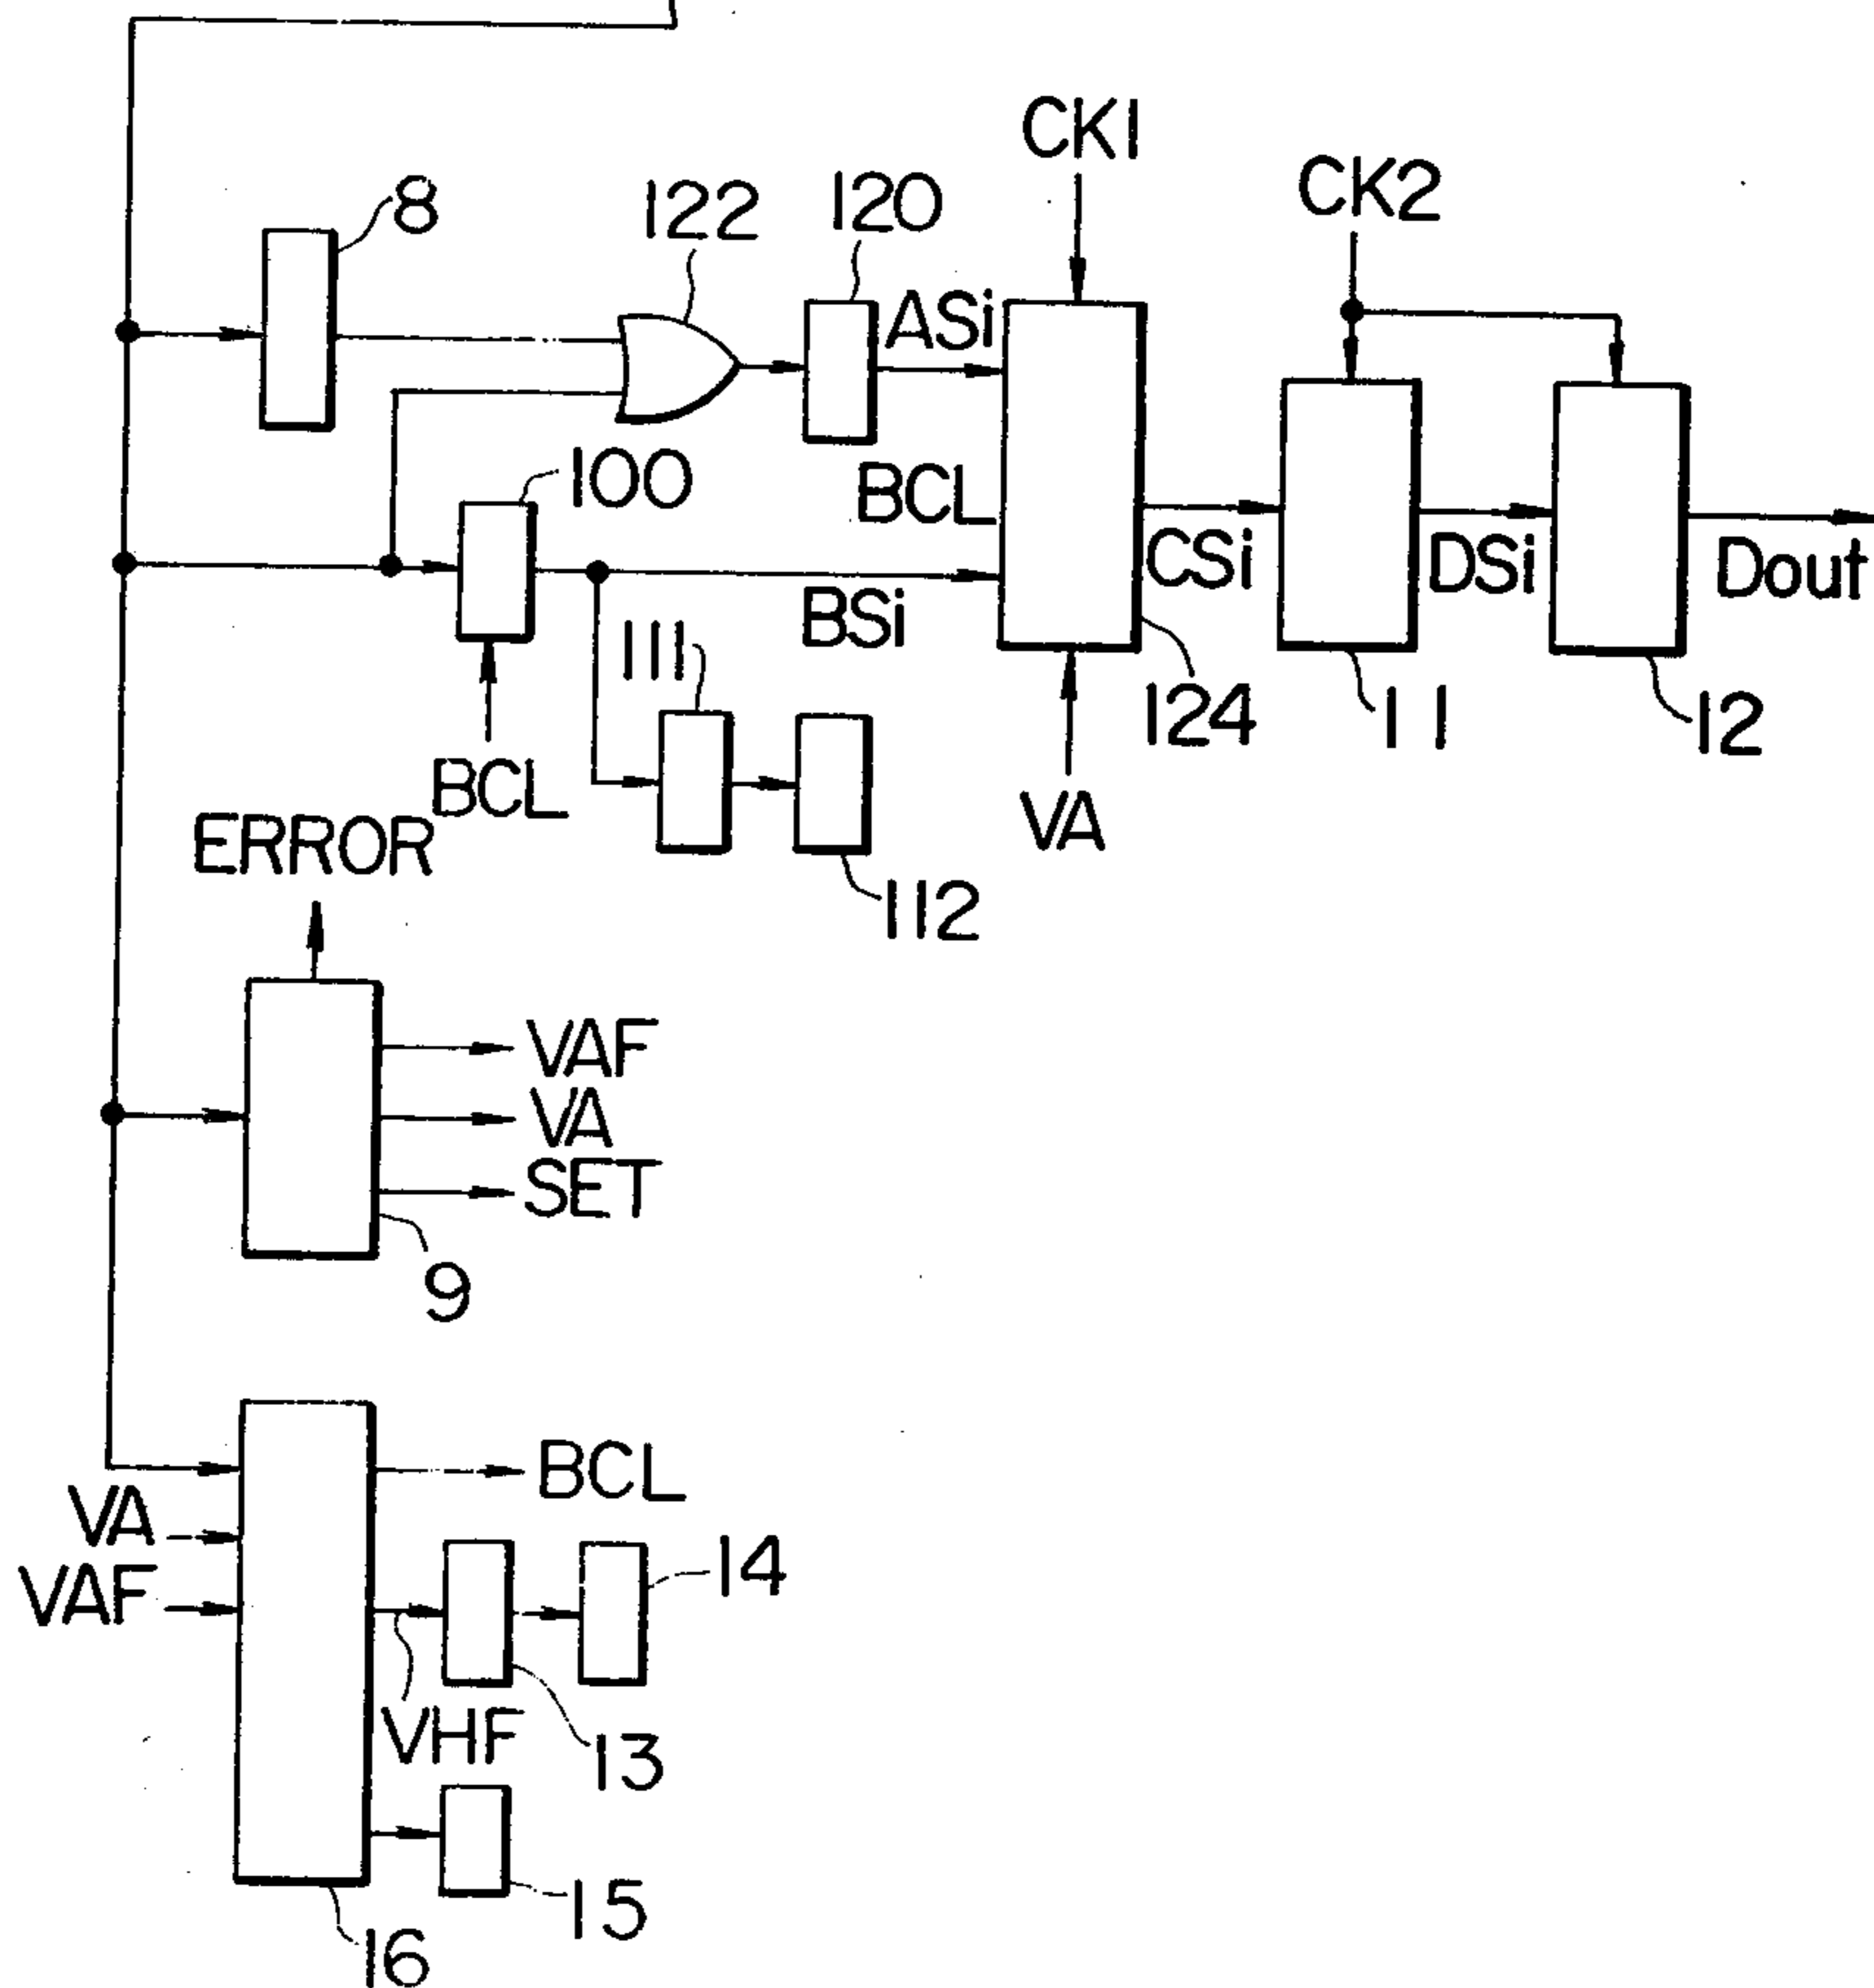 CK1
CK2
8
122
120
ASi
100
BCL
CSi
DSi
Dout
BSi
111
124
11
12
BCL
VA
ERROR
112
VAF
VA
SET
9
BCL
VA
14
VAF
VHF
13
15
16